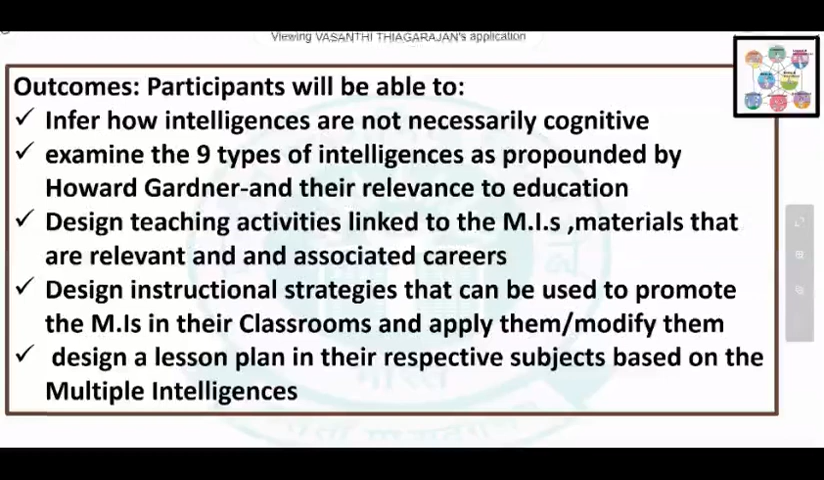 Viewing VASANTHI THIAGARAJAN's application
Outcomes: Participants will be able to:
✓ Infer how intelligences are not necessarily cognitive
✓ examine the 9 types of intelligences as propounded by
Howard Gardner-and their relevance to education
✓ Design teaching activities linked to the M.I.s ,materials that
are relevant and and associated careers
✓ Design instructional strategies that can be used to promote
the M.Is in their Classrooms and apply them/modify them
✓ design a lesson plan in their respective subjects based on the
Multiple Intelligences